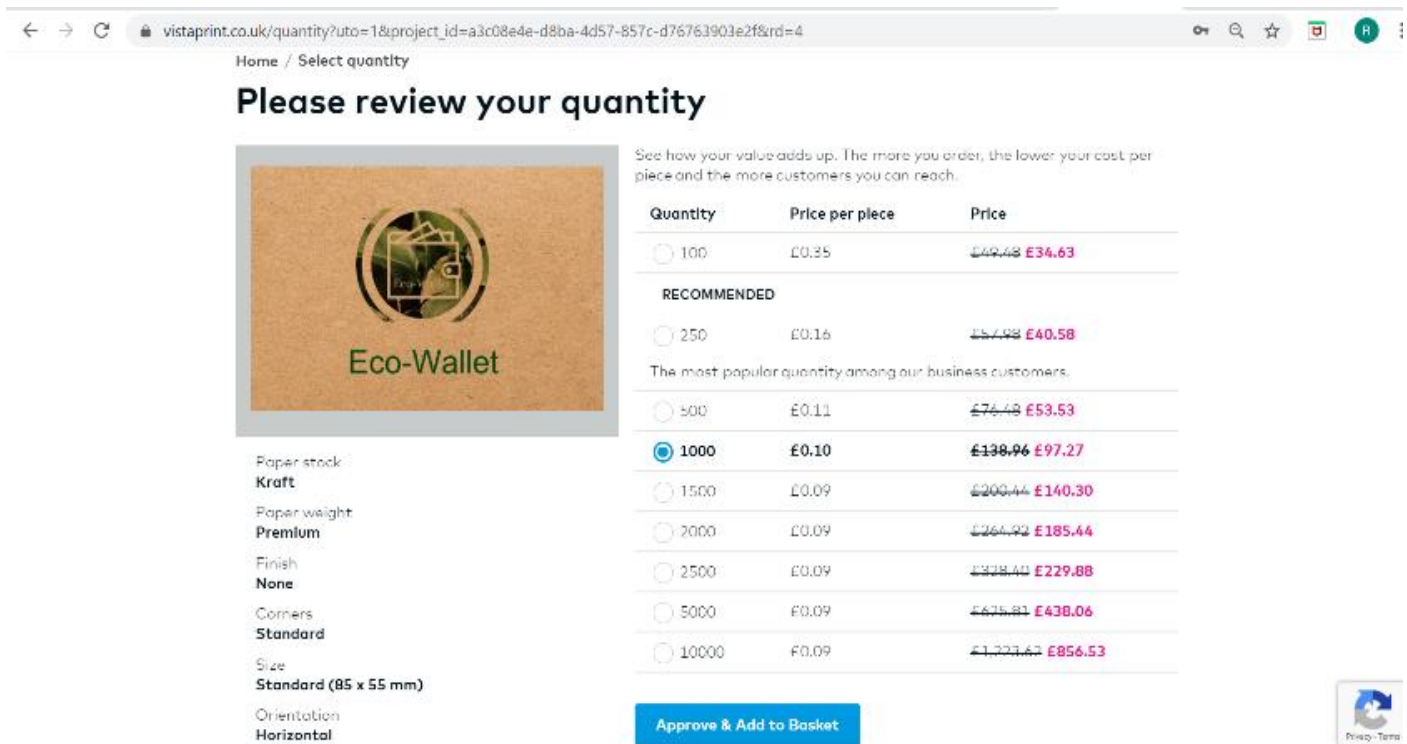 vistaprint.co.uk/quantity?uto=1&project_id=a3c08e4e-d8ba-4d57-857c-d76763903e2f&rd=4
R
Home / Select quantity
Please review your quantity
See how your value adds up. The more you order, the lower your cost per
piece and the more customers you can reach.
Quantity Price per piece Price
100 £0.35 £49.48 £34.63
RECOMMENDED
250 £0.16 £57.98 £40.58
The most popular quantity among our business customers.
500 £0.11 £76.48 £53.53
1000 £0.10 £138.96 £97.27
1500 £0.09 £200.44 £140.30
2000 £0.09 £264.92 £185.44
2500 £0.09 £328.40 £229.88
5000 £0.09 £438.06
10000 £0.09 £856.53
Approve & Add to Basket
Eco-Wallet
Eco-Wallet
Paper stock
Kraft
Paper weight
Premium
Finish
None
Corners
Standard
Size
Standard (85 x 55 mm)
Orientation
Horizontal
Privacy - Terms